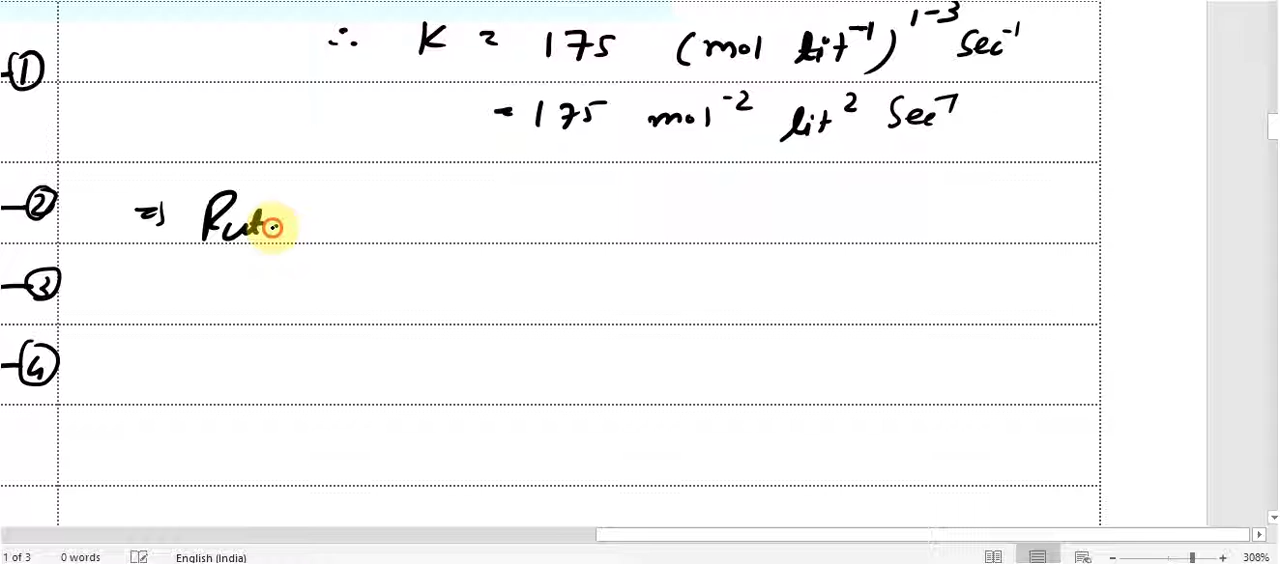 ∴ K = 175 (mol lit⁻¹)¹⁻³ Sec⁻¹
①
= 175 mol⁻² lit² Sec⁻¹
② ⇒ Rat
③
④
1 of 3 0 words English (India) 308%